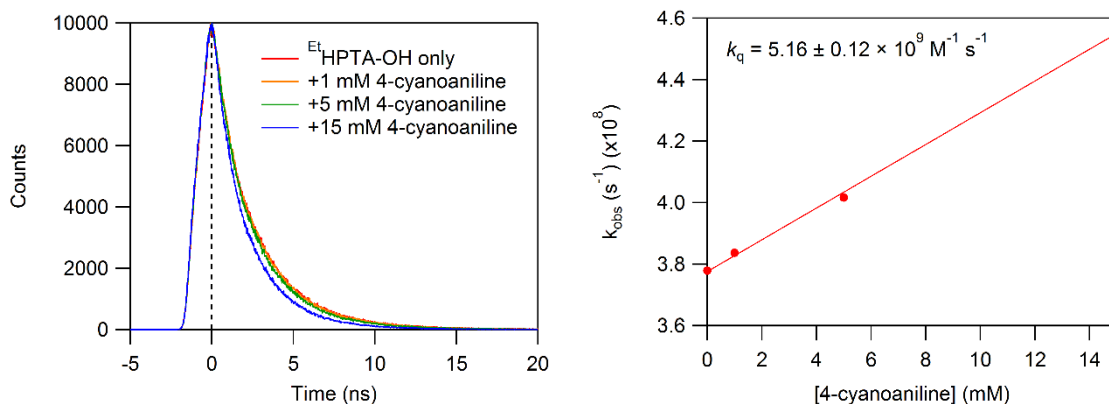 10000
8000
6000
4000
2000
0
Counts
-5 0 5 10 15 20
Time (ns)
EtHPTA-OH only
+1 mM 4-cyanoaniline
+5 mM 4-cyanoaniline
+15 mM 4-cyanoaniline
kq = 5.16 ± 0.12 × 10⁹ M⁻¹ s⁻¹
4.6
4.4
4.2
4.0
3.8
3.6
kobs (s⁻¹) (x10⁸)
0 2 4 6 8 10 12 14
[4-cyanoaniline] (mM)